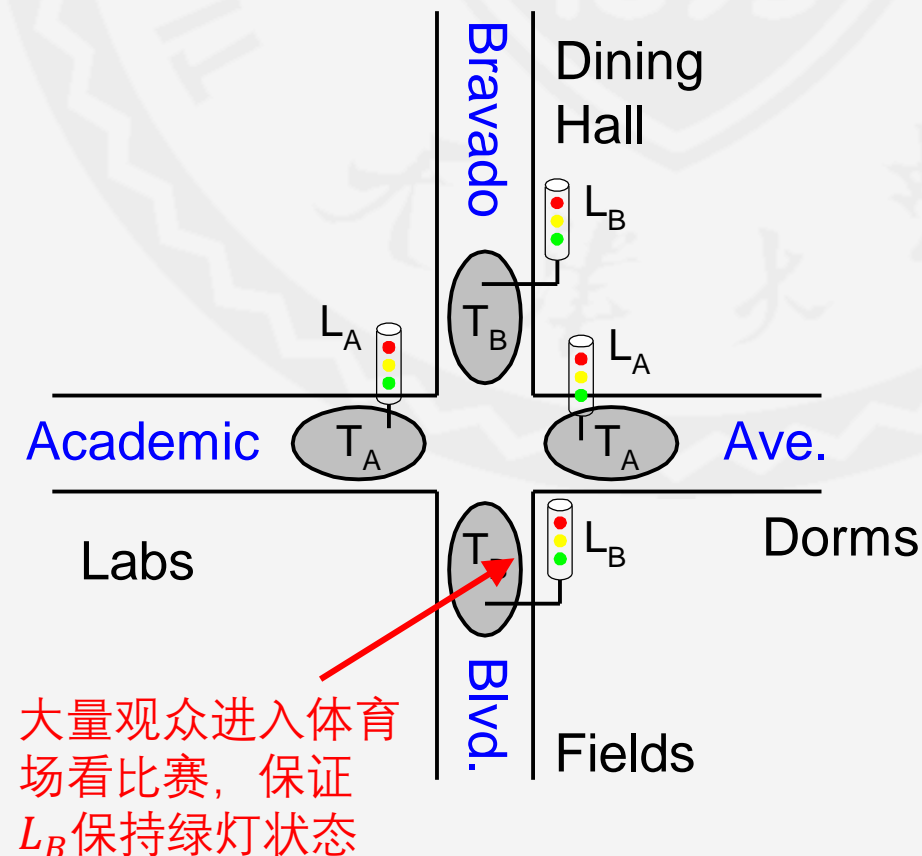 Bravado
Dining
Hall
L_B
T_B
L_A
L_A
Academic
T_A
T_A
Ave.
T_B
L_B
Labs
Dorms
Blvd.
Fields
大量观众进入体育
场看比赛，保证
L_B保持绿灯状态